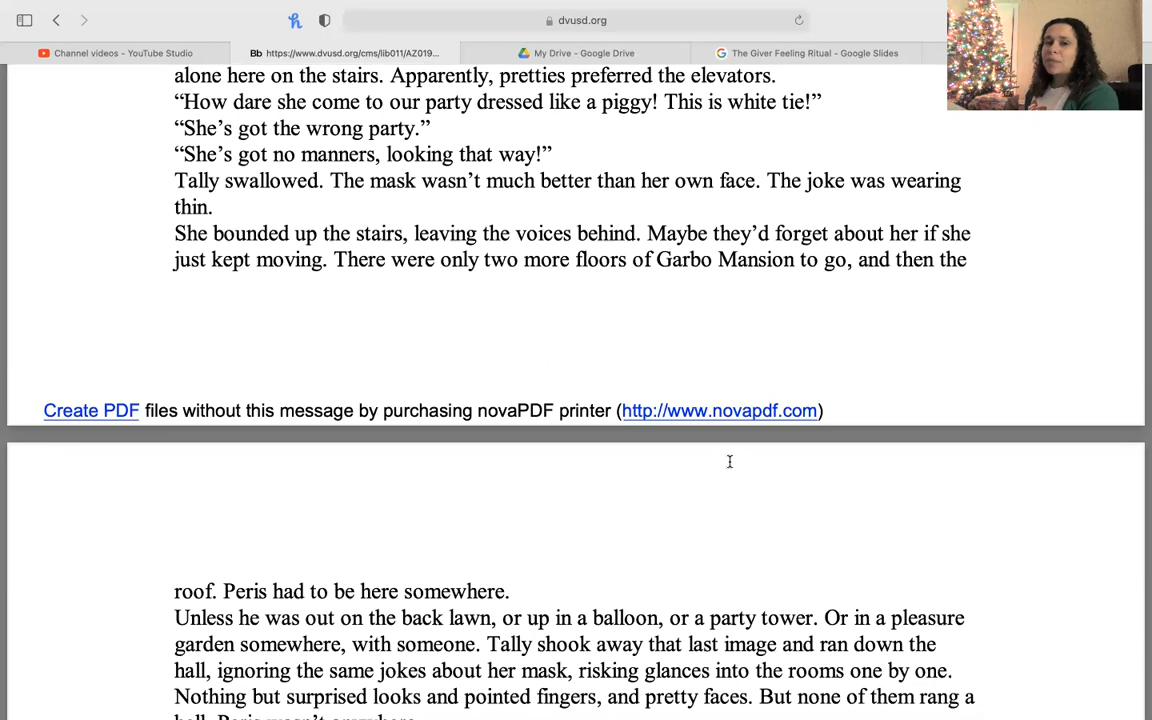 dvusd.org
Channel videos - YouTube Studio
Bb https://www.dvusd.org/cms/lib011/AZ019...
My Drive - Google Drive
G The Giver Feeling Ritual - Google Slides
alone here on the stairs. Apparently, pretties preferred the elevators.
“How dare she come to our party dressed like a piggy! This is white tie!”
“She’s got the wrong party.”
“She’s got no manners, looking that way!”
Tally swallowed. The mask wasn’t much better than her own face. The joke was wearing
thin.
She bounded up the stairs, leaving the voices behind. Maybe they’d forget about her if she
just kept moving. There were only two more floors of Garbo Mansion to go, and then the
Create PDF files without this message by purchasing novaPDF printer (http://www.novapdf.com)
roof. Peris had to be here somewhere.
Unless he was out on the back lawn, or up in a balloon, or a party tower. Or in a pleasure
garden somewhere, with someone. Tally shook away that last image and ran down the
hall, ignoring the same jokes about her mask, risking glances into the rooms one by one.
Nothing but surprised looks and pointed fingers, and pretty faces. But none of them rang a
bell. Peris wasn’t anywhere.